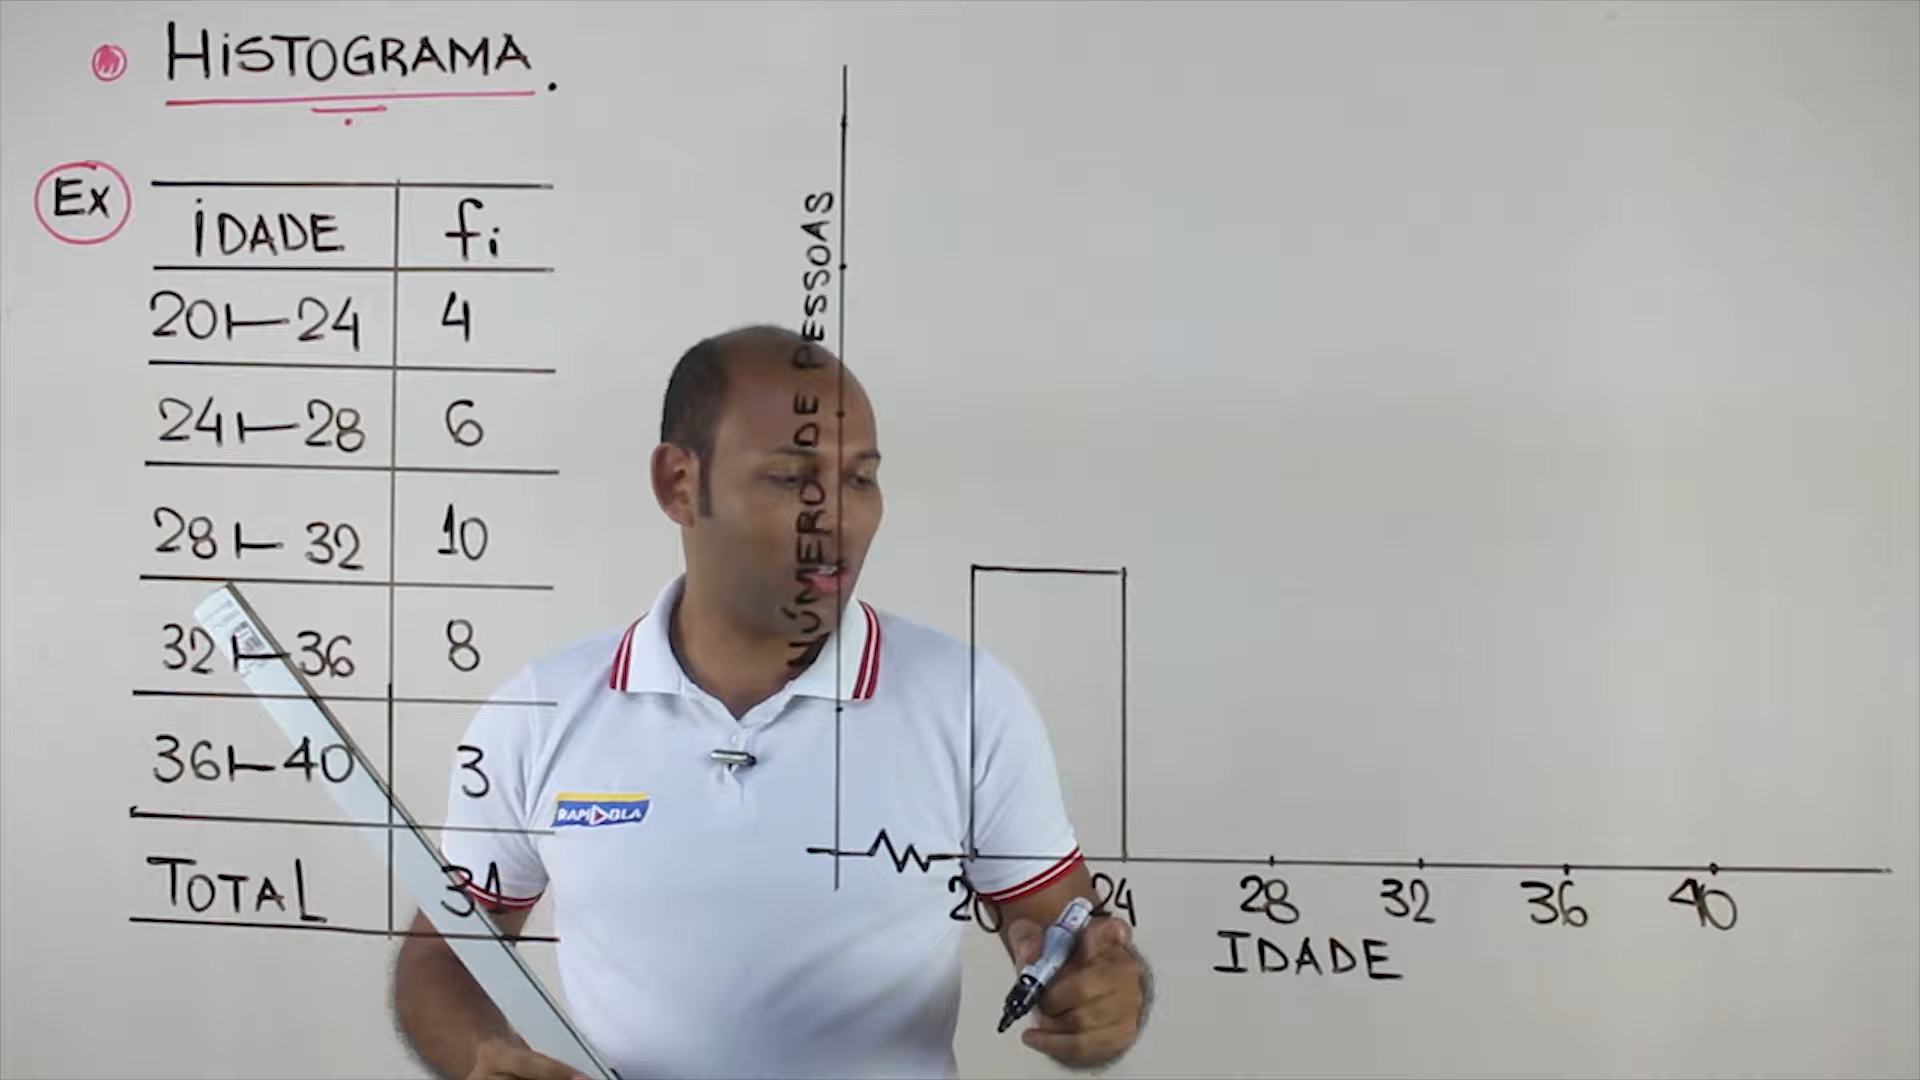 HISTOGRAMA.
Ex
IDADE fi
20⊢24 4
24⊢28 6
28⊢32 10
32⊢36 8
36⊢40 3
TOTAL 31
NÚMERO DE PESSOAS
20 24 28 32 36 40
IDADE
RAPIDOLA